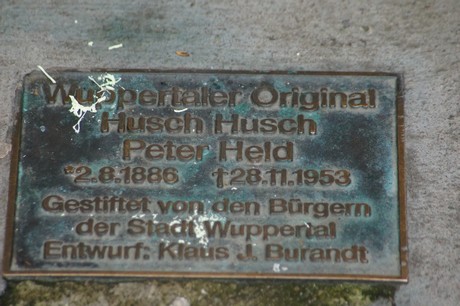 Wuppertaler Original
Husch Husch
Peter Held
*2.8.1886 †28.11.1953
Gestiftet von den Bürgern
der Stadt Wuppertal
Entwurf: Klaus J. Burandt